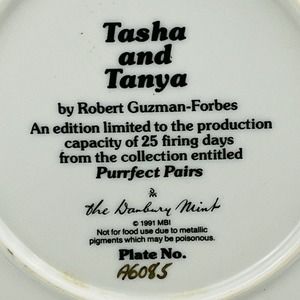 Tasha
and
Tanya
by Robert Guzman-Forbes
An edition limited to the production
capacity of 25 firing days
from the collection entitled
Purrfect Pairs
The Danbury Mint
© 1991 MBI
Not for food use due to metallic
pigments which may be poisonous.
Plate No.
A6085